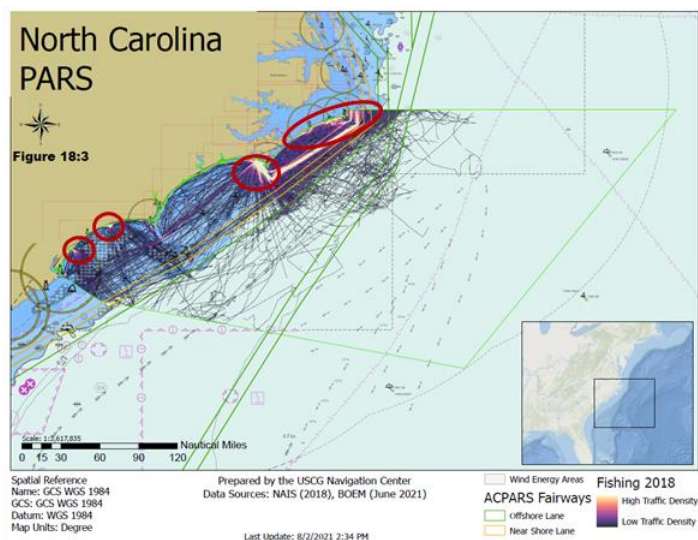 North Carolina
PARS
Figure 18:3
Scale: 1:3,617,835
0 15 30 60 90 120
Nautical Miles
Spatial Reference
Name: GCS WGS 1984
GCS: GCS WGS 1984
Datum: WGS 1984
Map Units: Degree
Prepared by the USCG Navigation Center
Data Sources: NAIS (2018), BOEM (June 2021)
Last Update: 8/2/2021 2:34 PM
Wind Energy Areas
ACPARS Fairways
Offshore Lane
Near Shore Lane
Fishing 2018
High Traffic Density
Low Traffic Density